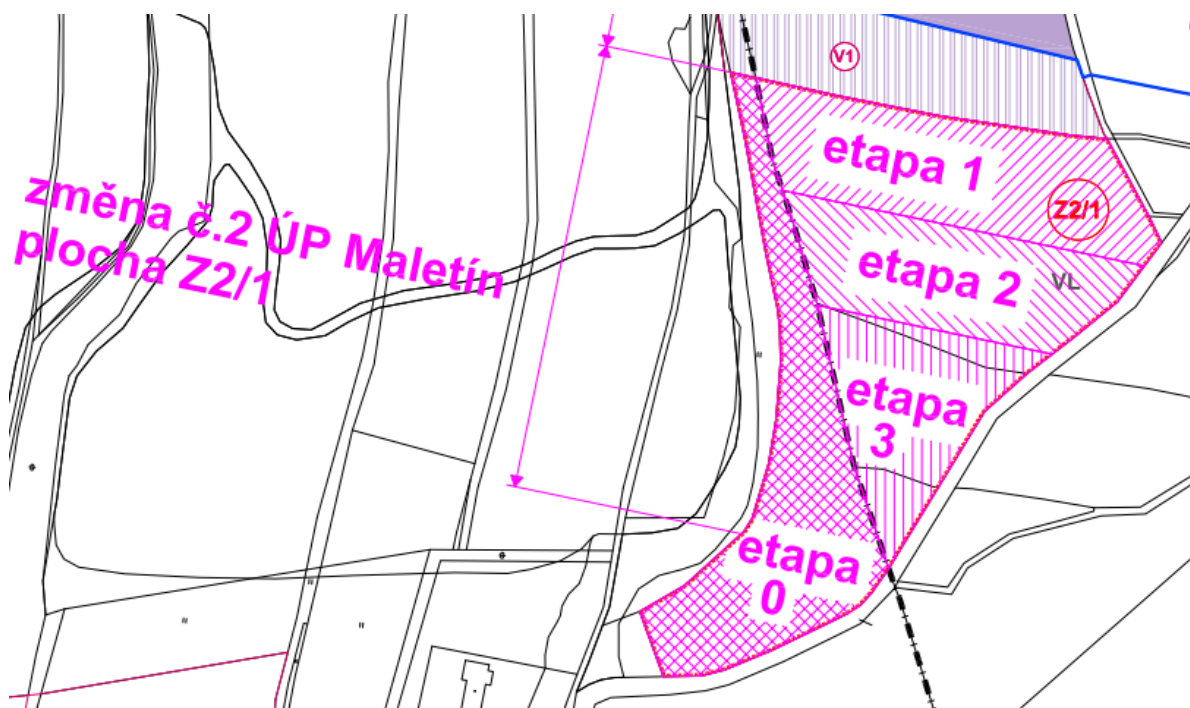 V1
etapa 1
Z2/1
změna č.2 ÚP Maletín
plocha Z2/1
etapa 2
VL
etapa
3
etapa
0